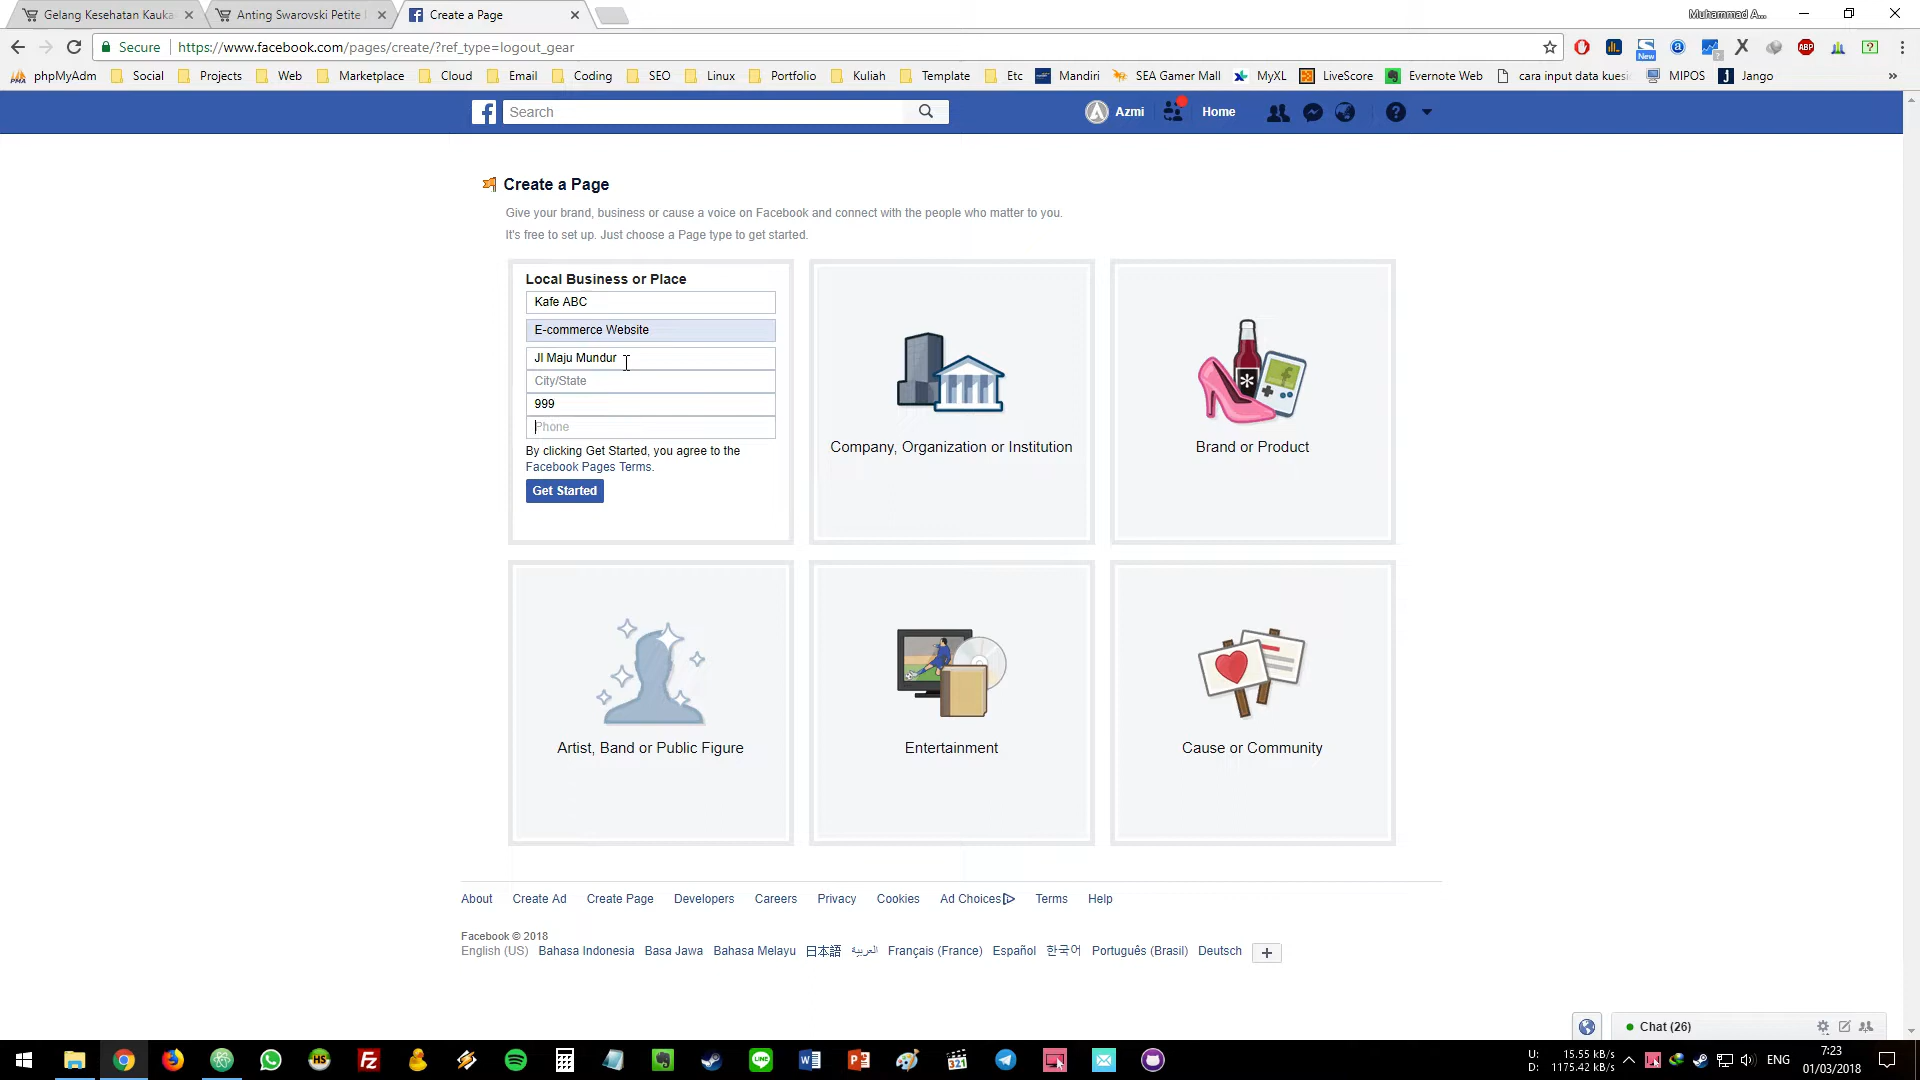 Gelang Kesehatan Kauka
Anting Swarovski Petite
Create a Page
Muhammad A...
Secure
https://www.facebook.com/pages/create/?ref_type=logout_gear
phpMyAdm
Social
Projects
Web
Marketplace
Cloud
Email
Coding
SEO
Linux
Portfolio
Kuliah
Template
Etc
Mandiri
SEA Gamer Mall
MyXL
LiveScore
Evernote Web
cara input data kuesi
MIPOS
Jango
Search
Azmi
Home
Create a Page
Give your brand, business or cause a voice on Facebook and connect with the people who matter to you.
It's free to set up. Just choose a Page type to get started.
Local Business or Place
Kafe ABC
E-commerce Website
Jl Maju Mundur
City/State
999
Phone
By clicking Get Started, you agree to the
Facebook Pages Terms.
Get Started
Company, Organization or Institution
Brand or Product
Artist, Band or Public Figure
Entertainment
Cause or Community
About
Create Ad
Create Page
Developers
Careers
Privacy
Cookies
Ad Choices
Terms
Help
Facebook © 2018
English (US)
Bahasa Indonesia
Basa Jawa
Bahasa Melayu
日本語
العربية
Français (France)
Español
한국어
Português (Brasil)
Deutsch
Chat (26)
U: 15.55 kB/s
D: 1175.42 kB/s
ENG
7:23
01/03/2018